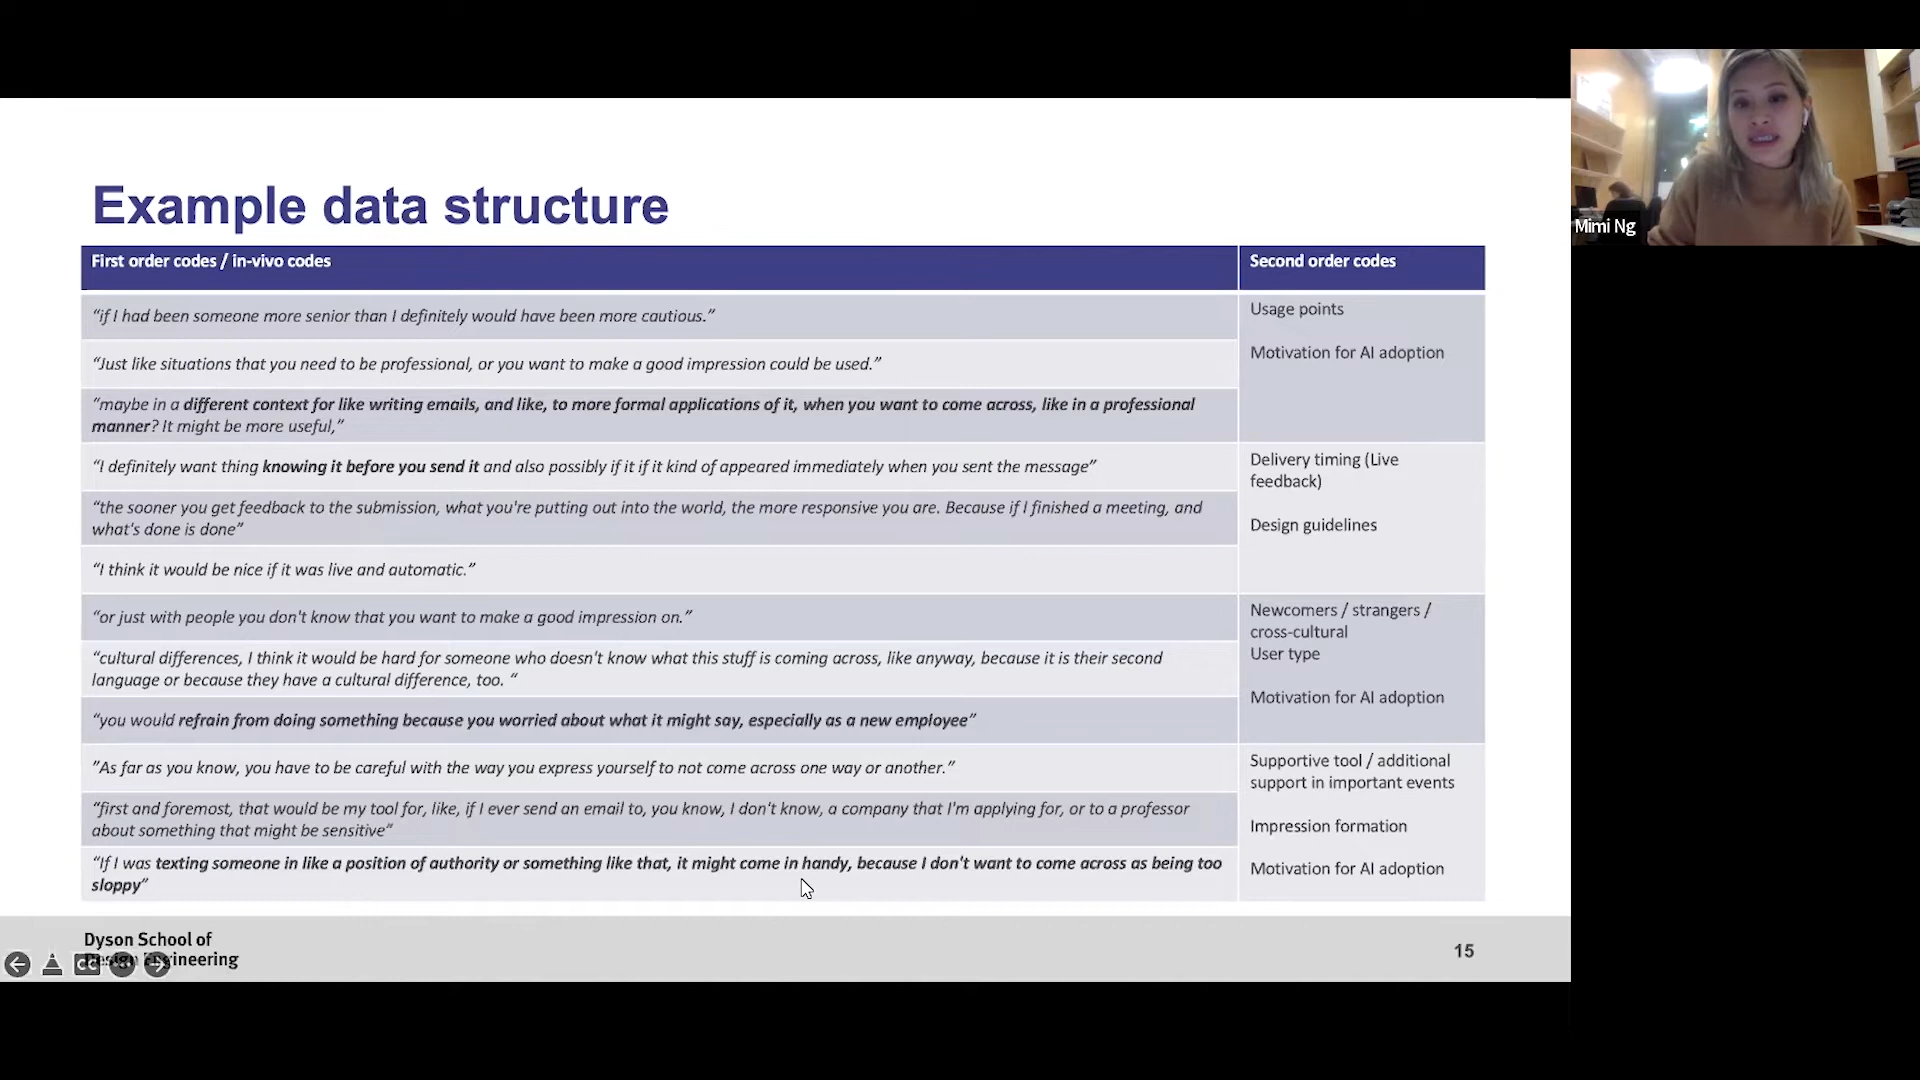 Example data structure
First order codes / in-vivo codes
Second order codes
“if I had been someone more senior than I definitely would have been more cautious.”
“Just like situations that you need to be professional, or you want to make a good impression could be used.”
“maybe in a different context for like writing emails, and like, to more formal applications of it, when you want to come across, like in a professional
manner? It might be more useful,”
Usage points
Motivation for AI adoption
“I definitely want thing knowing it before you send it and also possibly if it if it kind of appeared immediately when you sent the message”
“the sooner you get feedback to the submission, what you're putting out into the world, the more responsive you are. Because if I finished a meeting, and
what's done is done”
“I think it would be nice if it was live and automatic.”
Delivery timing (Live
feedback)
Design guidelines
“or just with people you don't know that you want to make a good impression on.”
“cultural differences, I think it would be hard for someone who doesn't know what this stuff is coming across, like anyway, because it is their second
language or because they have a cultural difference, too. “
“you would refrain from doing something because you worried about what it might say, especially as a new employee”
Newcomers / strangers /
cross-cultural
User type
Motivation for AI adoption
”As far as you know, you have to be careful with the way you express yourself to not come across one way or another.”
“first and foremost, that would be my tool for, like, if I ever send an email to, you know, I don't know, a company that I'm applying for, or to a professor
about something that might be sensitive”
“If I was texting someone in like a position of authority or something like that, it might come in handy, because I don't want to come across as being too
sloppy”
Supportive tool / additional
support in important events
Impression formation
Motivation for AI adoption
Dyson School of
Design Engineering
CC
15
Mimi Ng